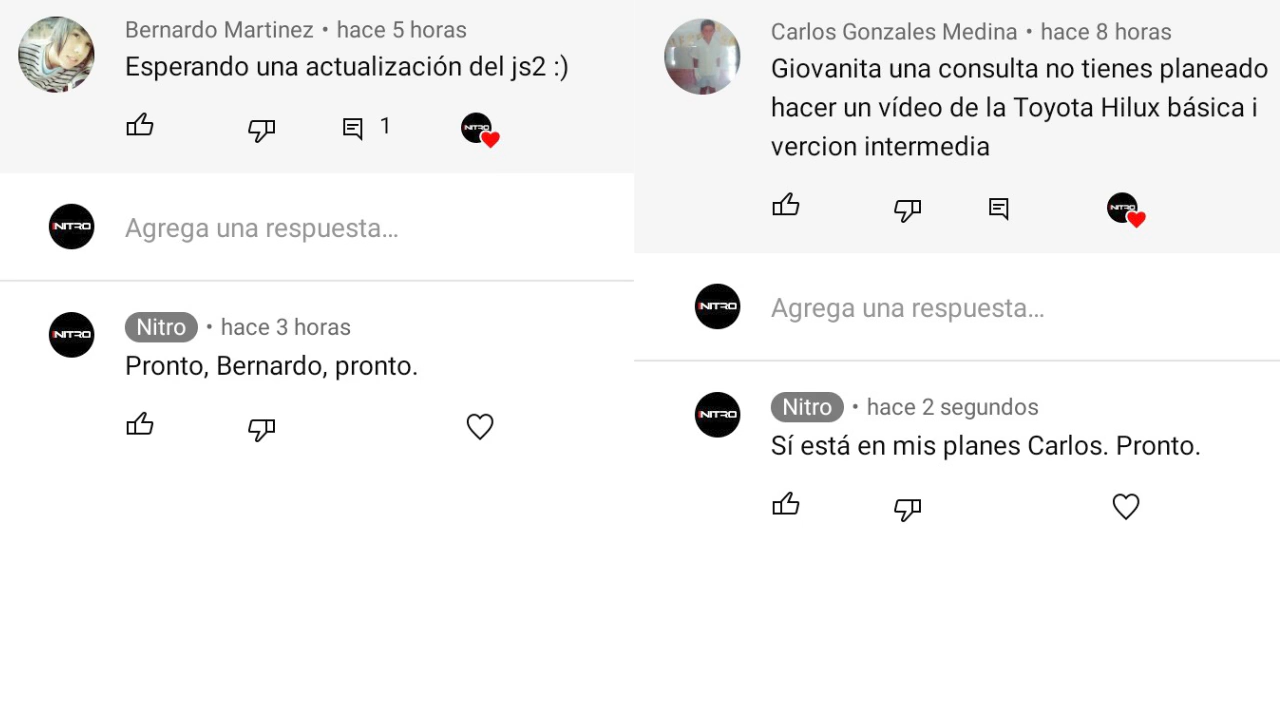 Bernardo Martinez • hace 5 horas
Esperando una actualización del js2 :)
1
NITRO
NITRO
Agrega una respuesta...
NITRO
Nitro • hace 3 horas
Pronto, Bernardo, pronto.
Carlos Gonzales Medina • hace 8 horas
Giovanita una consulta no tienes planeado
hacer un vídeo de la Toyota Hilux básica i
vercion intermedia
NITRO
NITRO
Agrega una respuesta...
NITRO
Nitro • hace 2 segundos
Sí está en mis planes Carlos. Pronto.